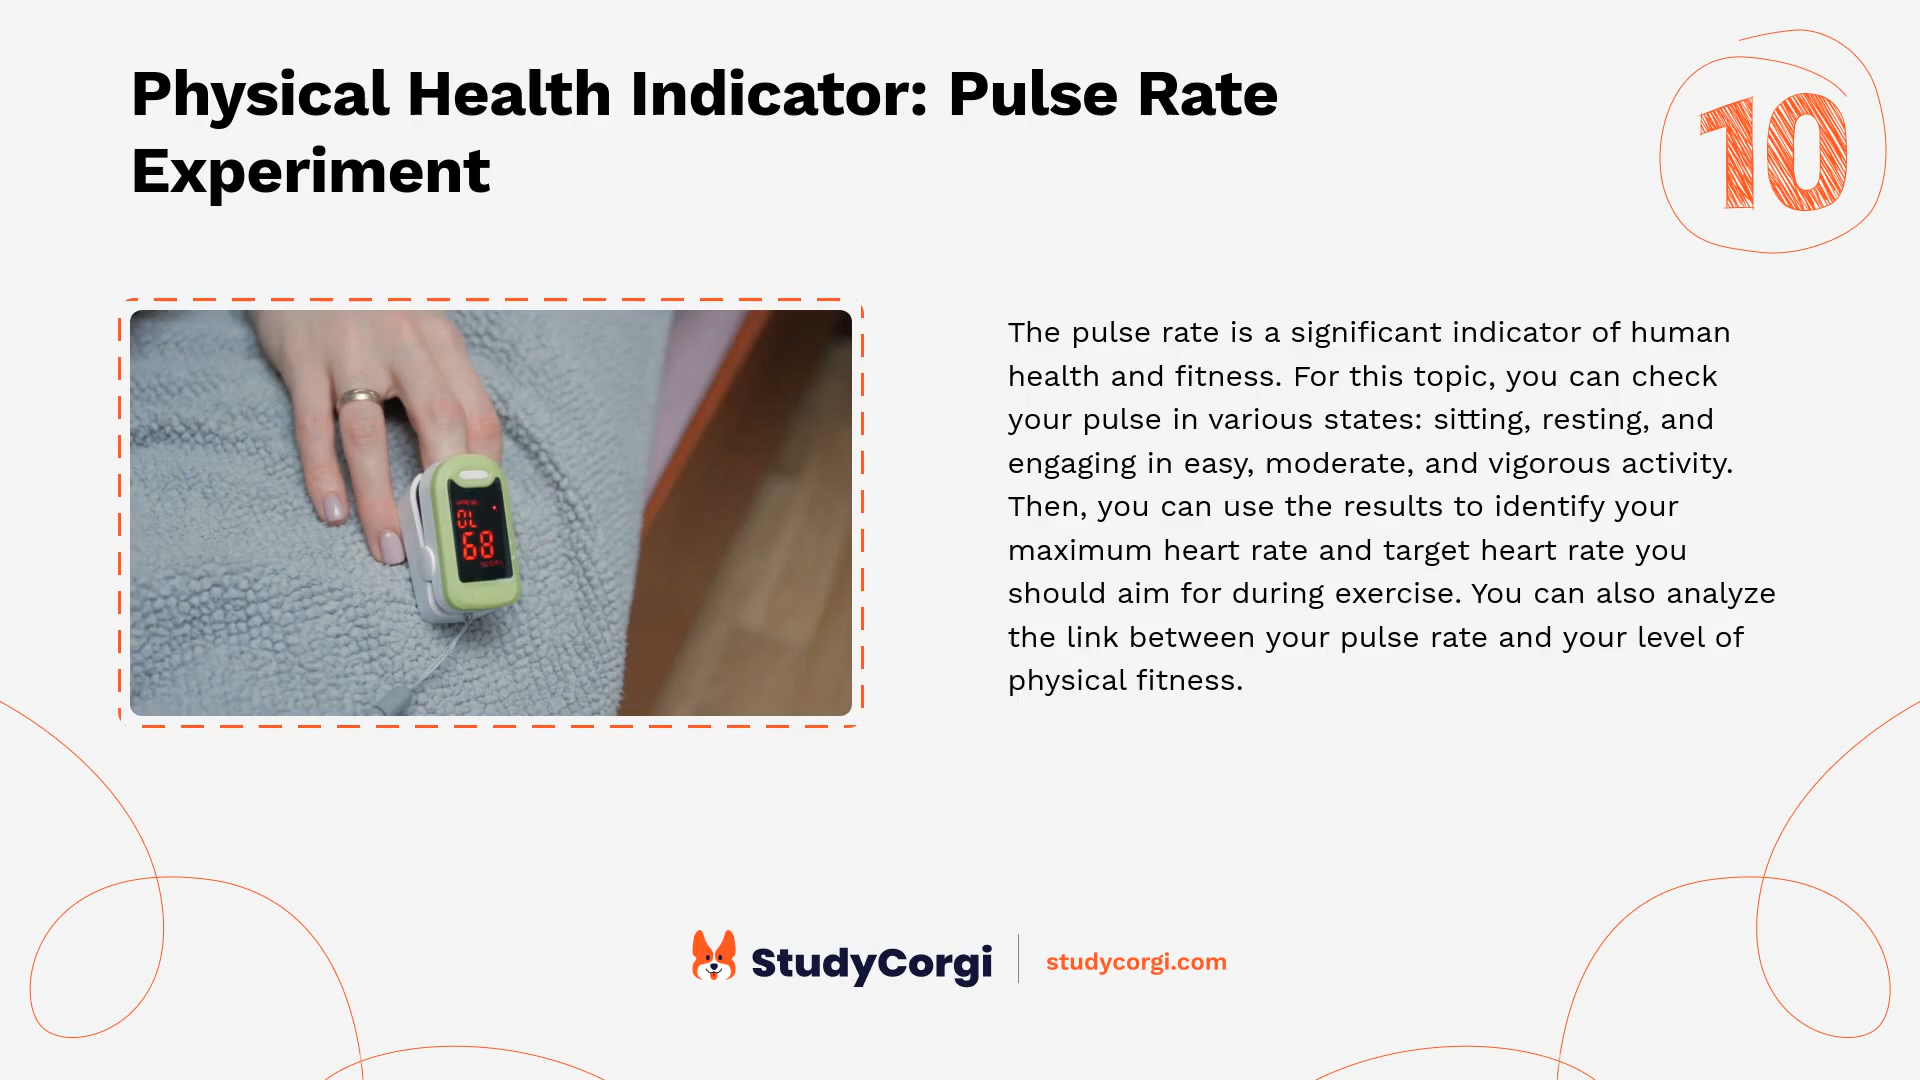 Physical Health Indicator: Pulse Rate
Experiment
10
The pulse rate is a significant indicator of human
health and fitness. For this topic, you can check
your pulse in various states: sitting, resting, and
engaging in easy, moderate, and vigorous activity.
Then, you can use the results to identify your
maximum heart rate and target heart rate you
should aim for during exercise. You can also analyze
the link between your pulse rate and your level of
physical fitness.
StudyCorgi
studycorgi.com